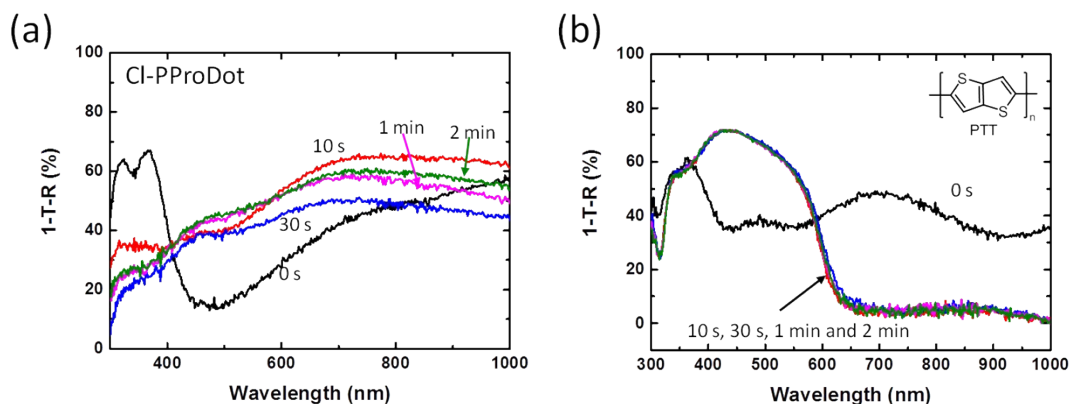 (a)
100
80
60
40
20
0
1-T-R (%)
Cl-PProDot
10 s
1 min
2 min
30 s
0 s
400
600
800
1000
Wavelength (nm)
(b)
100
80
60
40
20
0
1-T-R (%)
S
S
n
PTT
0 s
10 s, 30 s, 1 min and 2 min
300
400
500
600
700
800
900
1000
Wavelength (nm)